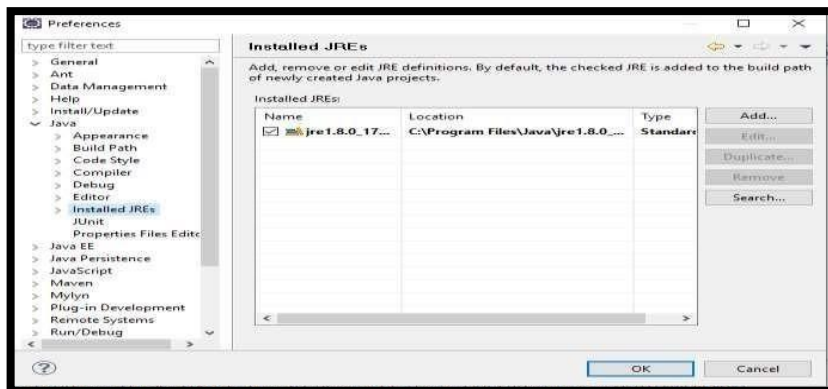 Preferences
type filter text
General
Ant
Data Management
Help
Install/Update
Java
Appearance
Build Path
Code Style
Compiler
Debug
Editor
Installed JREs
JUnit
Properties Files Edito
Java EE
Java Persistence
JavaScript
Maven
Mylyn
Plug-in Development
Remote Systems
Run/Debug
Installed JREs
Add, remove or edit JRE definitions. By default, the checked JRE is added to the build path
of newly created Java projects.
Installed JREs:
Name Location Type
jre1.8.0_17... C:\Program Files\Java\jre1.8.0_... Standard
Add...
Edit...
Duplicate...
Remove
Search...
OK Cancel